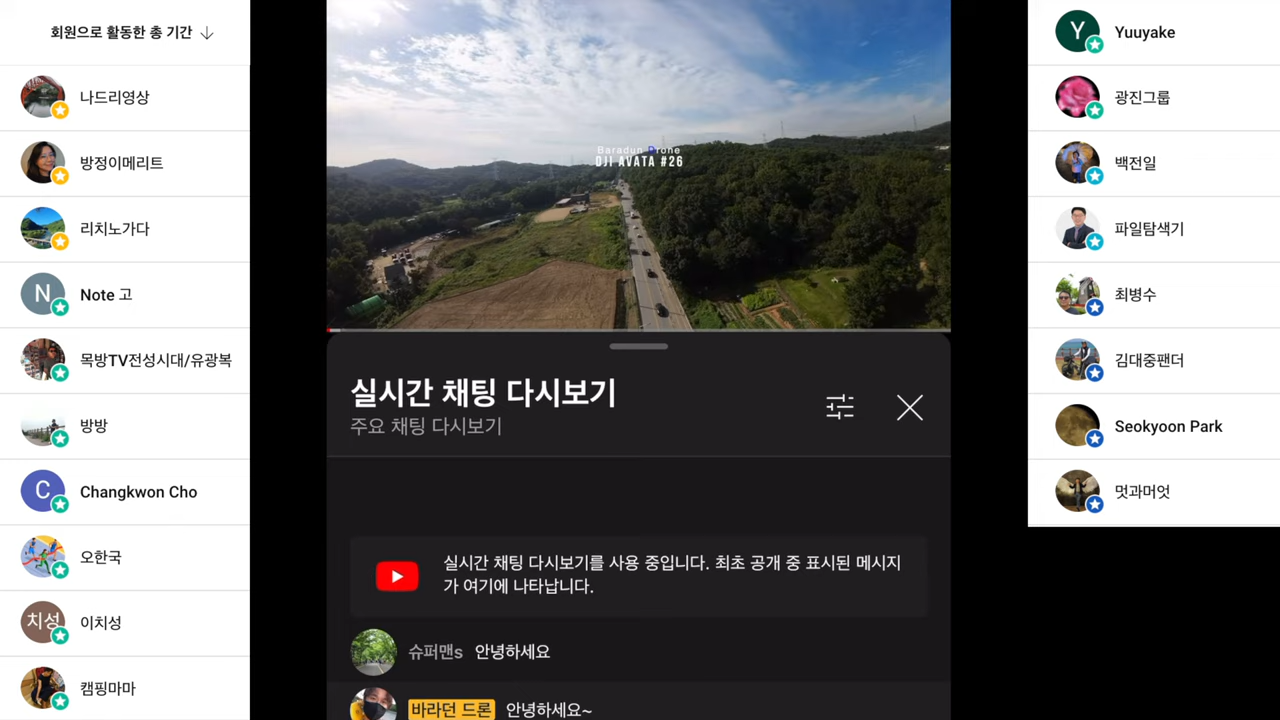 회원으로 활동한 총 기간
나드리영상
방정이메리트
리치노가다
N
Note 고
목방TV전성시대/유광복
방방
C
Changkwon Cho
오한국
치성
이치성
캠핑마마
Baradun Drone
DJI AVATA #26
실시간 채팅 다시보기
주요 채팅 다시보기
실시간 채팅 다시보기를 사용 중입니다. 최초 공개 중 표시된 메시지
가 여기에 나타납니다.
슈퍼맨s 안녕하세요
바라던 드론 안녕하세요~
Y
Yuuyake
광진그룹
백전일
파일탐색기
최병수
김대중팬더
Seokyoon Park
멋과머엇